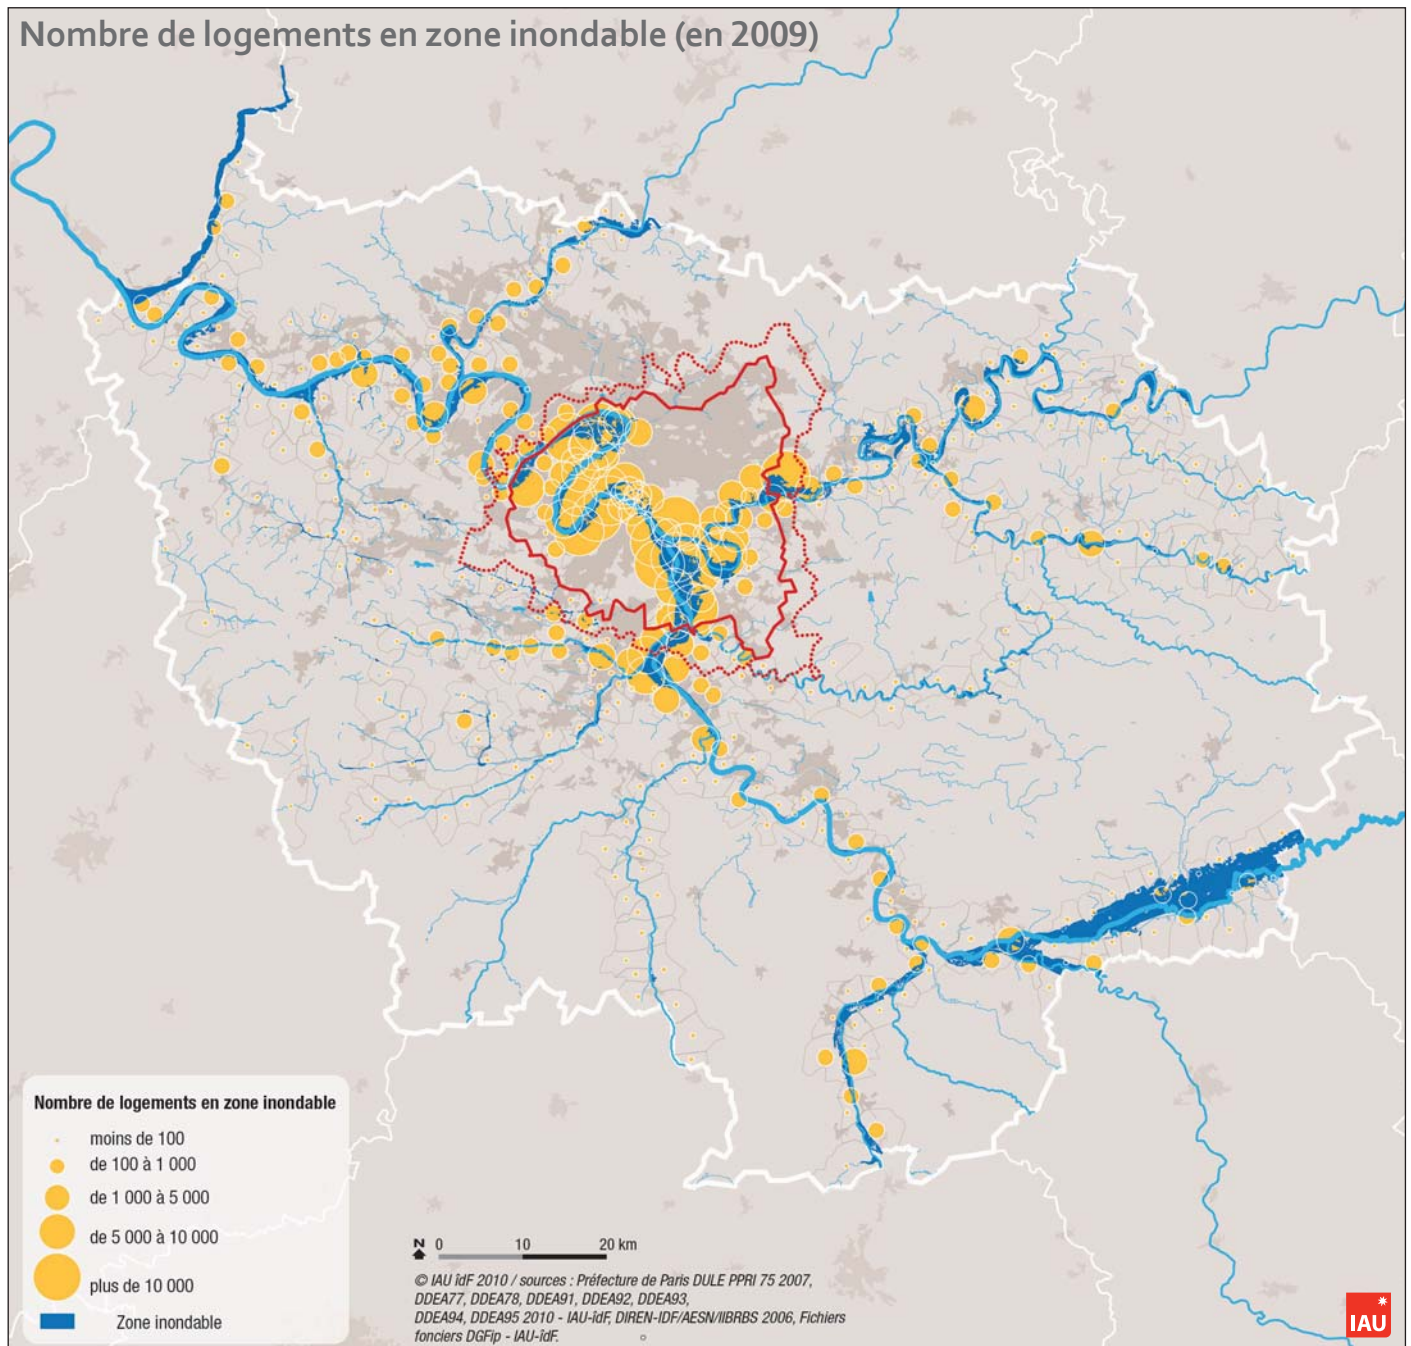 Nombre de logements en zone inondable (en 2009)
Nombre de logements en zone inondable
moins de 100
de 100 à 1 000
de 1 000 à 5 000
de 5 000 à 10 000
plus de 10 000
Zone inondable
N 0 10 20 km
© IAU îdF 2010 / sources : Préfecture de Paris DULE PPRI 75 2007,
DDEA77, DDEA78, DDEA91, DDEA92, DDEA93,
DDEA94, DDEA95 2010 - IAU-îdF, DIREN-IDF/AESN/IIBRBS 2006, Fichiers
fonciers DGFip - IAU-îdF.
IAU